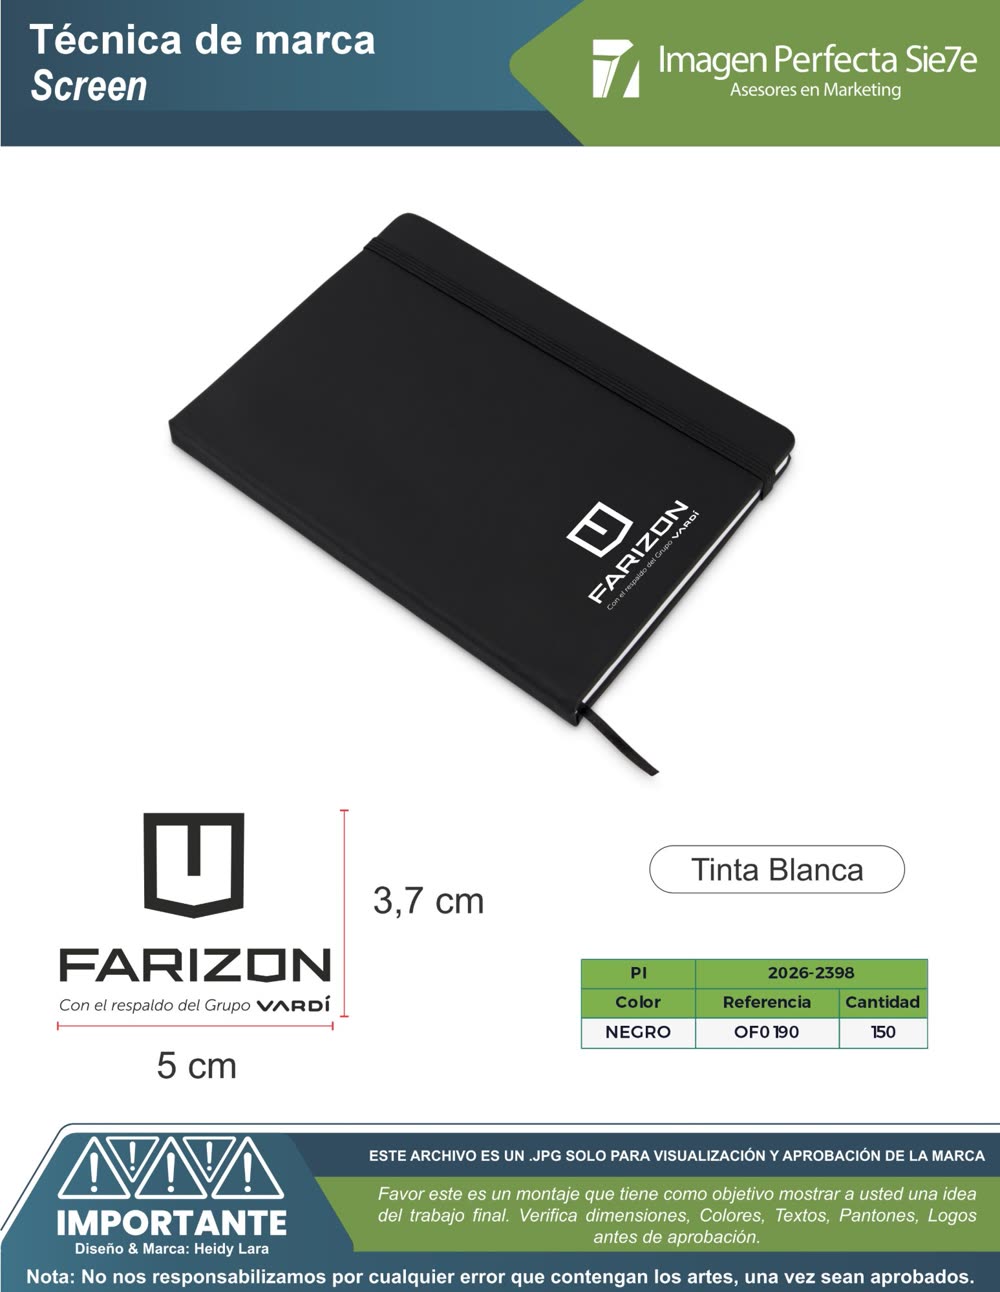 Técnica de marca
Screen
Imagen Perfecta Sie7e
Asesores en Marketing
FARIZON
Con el respaldo del Grupo VARDÍ
FARIZON
Con el respaldo del Grupo VARDÍ
3,7 cm
5 cm
Tinta Blanca
PI 2026-2398
Color Referencia Cantidad
NEGRO OF0190 150
IMPORTANTE
Diseño & Marca: Heidy Lara
ESTE ARCHIVO ES UN .JPG SOLO PARA VISUALIZACIÓN Y APROBACIÓN DE LA MARCA
Favor este es un montaje que tiene como objetivo mostrar a usted una idea
del trabajo final. Verifica dimensiones, Colores, Textos, Pantones, Logos
antes de aprobación.
Nota: No nos responsabilizamos por cualquier error que contengan los artes, una vez sean aprobados.